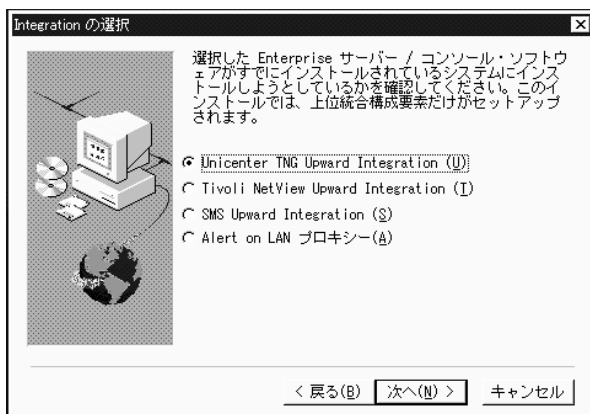 Integration の選択
選択した Enterprise サーバー / コンソール・ソフトウ
ェアがすでにインストールされているシステムにインス
トールしようとしているかを確認してください。このイ
ンストールでは、上位統合構成要素だけがセットアップ
されます。
Unicenter TNG Upward Integration (U)
Tivoli NetView Upward Integration (T)
SMS Upward Integration (S)
Alert on LAN プロキシー(A)
< 戻る(B)
次へ(N) >
キャンセル